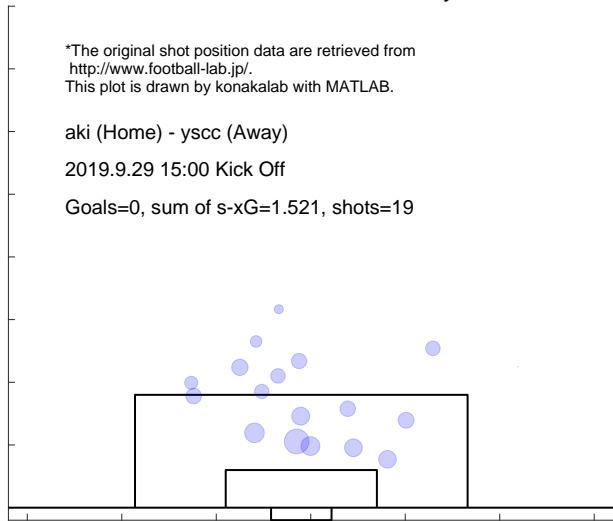 *The original shot position data are retrieved from
http://www.football-lab.jp/.
This plot is drawn by konakalab with MATLAB.
aki (Home) - yscc (Away)
2019.9.29 15:00 Kick Off
Goals=0, sum of s-xG=1.521, shots=19